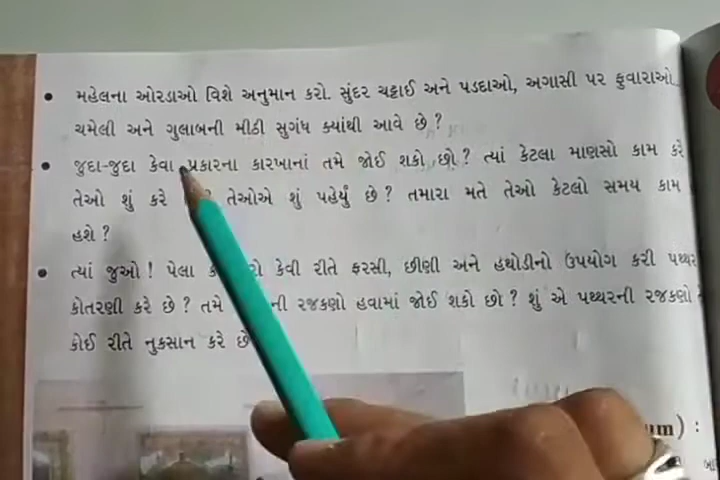 મહેલના ઓરડાઓ વિશે અનુમાન કરો. સુંદર ચટ્ટાઈ અને પડદાઓ, અગાસી પર ફુવારાઓ
ચમેલી અને ગુલાબની મીઠી સુગંધ ક્યાંથી આવે છે ?
જુદા-જુદા કેવા પ્રકારના કારખાનાં તમે જોઈ શકો છો ? ત્યાં કેટલા માણસો કામ કરે
તેઓ શું કરે ? તેઓએ શું પહેર્યું છે ? તમારા મતે તેઓ કેટલો સમય કામ
હશે ?
ત્યાં જુઓ ! પેલા કેવી રીતે ફરસી, છીણી અને હથોડીનો ઉપયોગ કરી પથ્થર
કોતરણી કરે છે ? તમે ની રજકણો હવામાં જોઈ શકો છો ? શું એ પથ્થરની રજકણો
કોઈ રીતે નુકસાન કરે છે
um) :